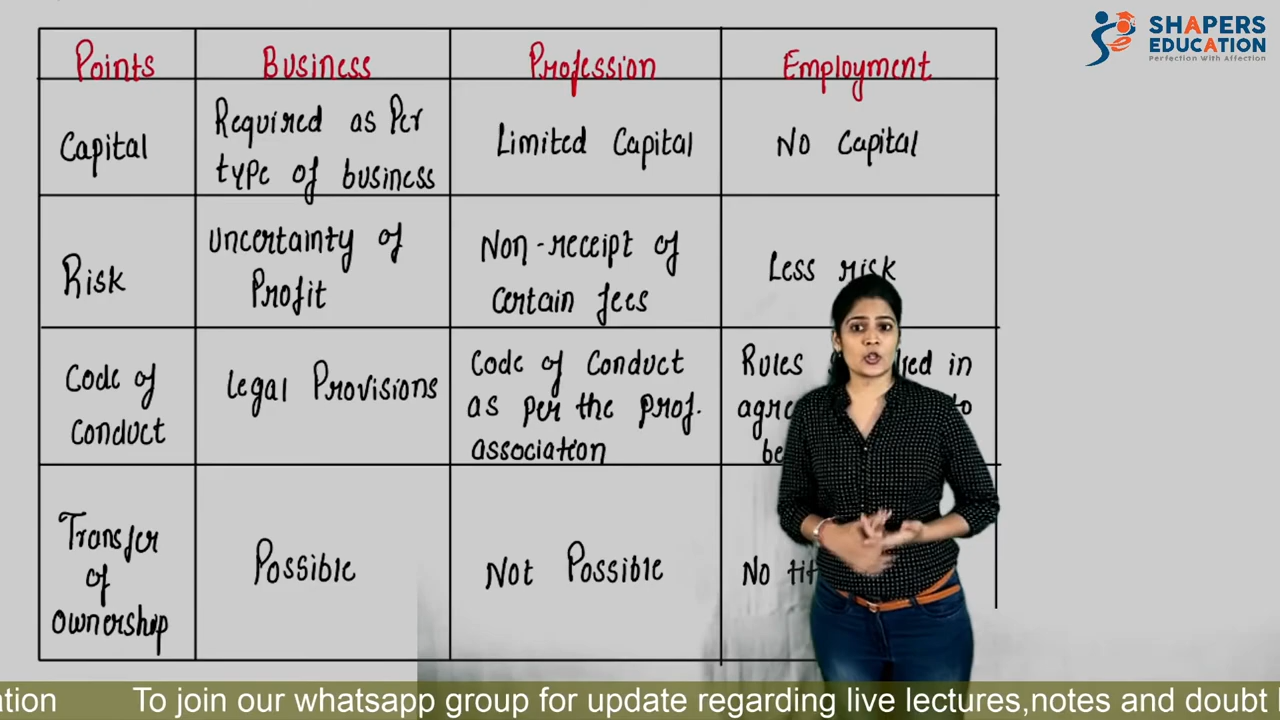 SHAPERS
EDUCATION
Perfection With Affection
Points Business Profession Employment
Capital
Required as Per
type of business
Limited Capital
No Capital
Risk
Uncertainty of
Profit
Non-receipt of
Certain fees
Less risk
Code of
Conduct
Legal Provisions
Code of Conduct
as per the prof.
association
Rules in
Transfer
of
ownership
Possible
Not Possible
No
To join our whatsapp group for update regarding live lectures,notes and doubt